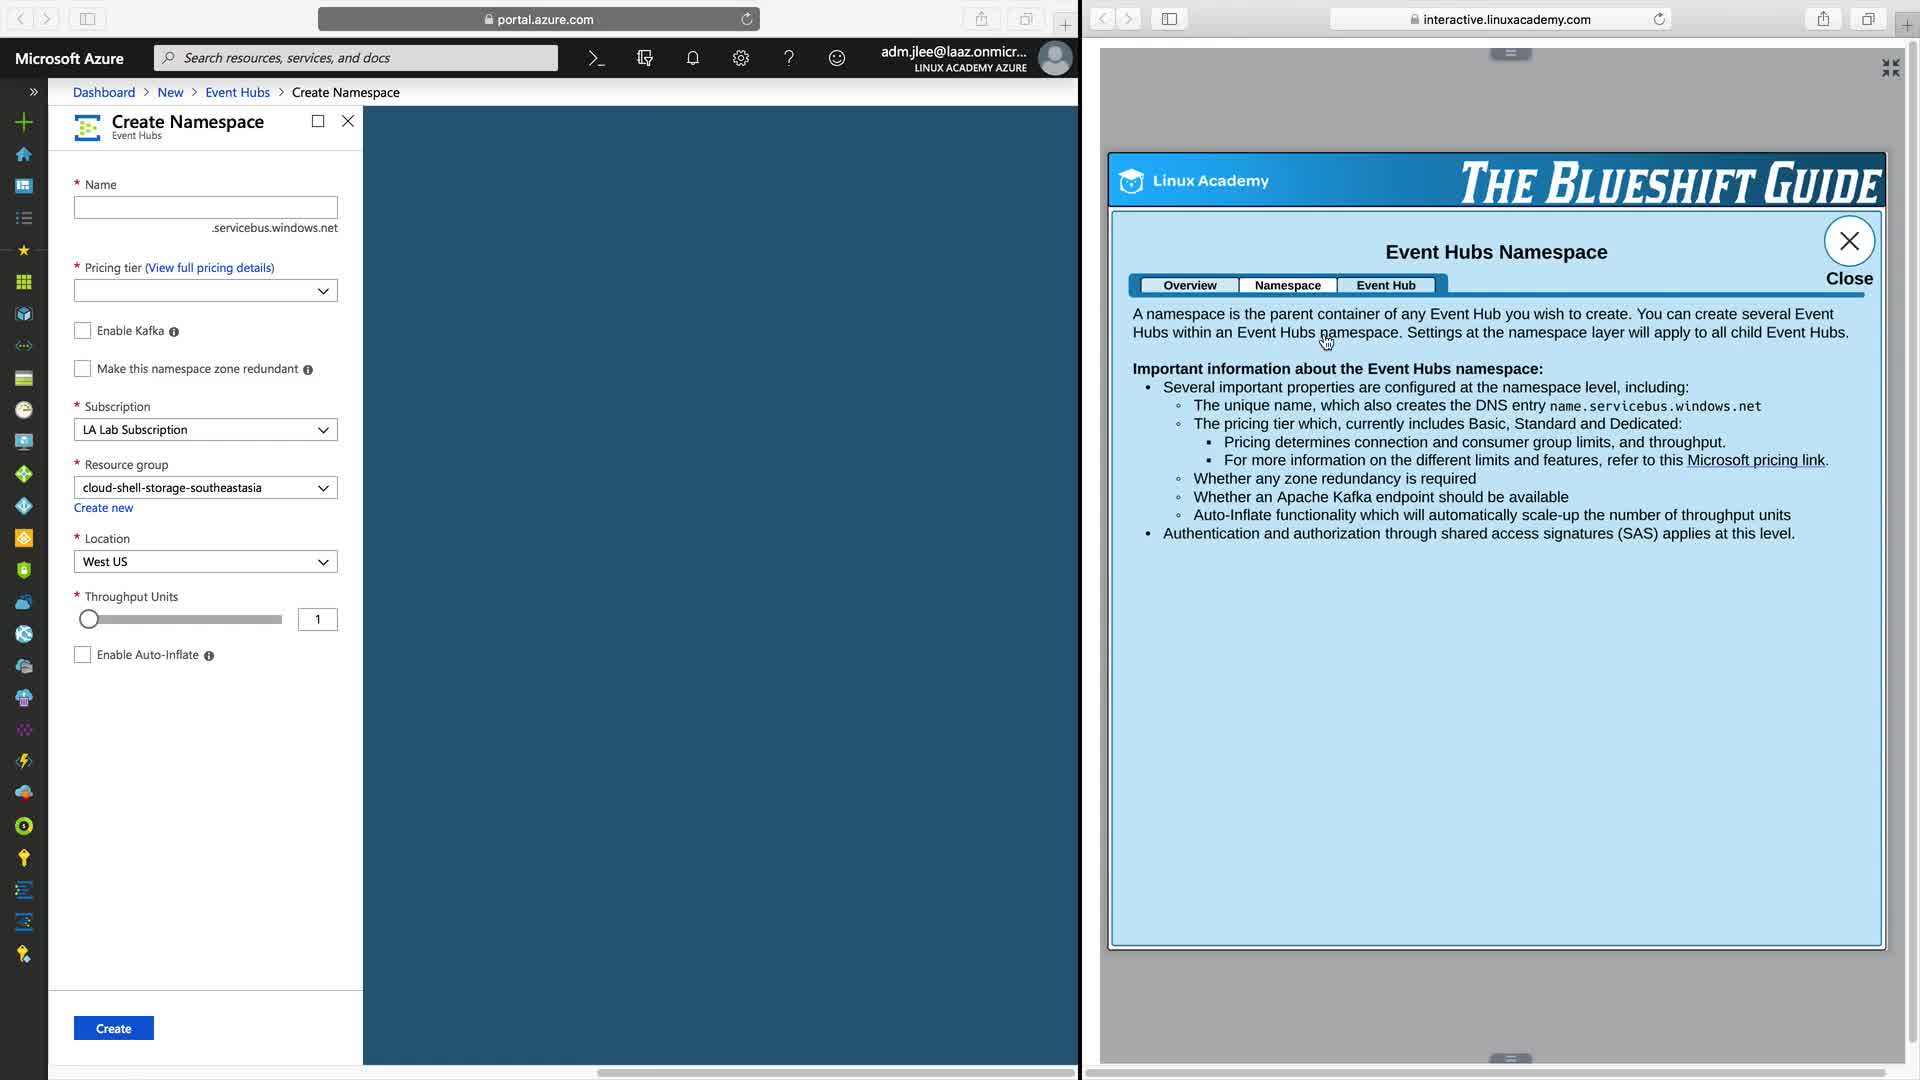 portal.azure.com
Microsoft Azure
Search resources, services, and docs
adm.jlee@laaz.onmicr...
LINUX ACADEMY AZURE
Dashboard > New > Event Hubs > Create Namespace
Create Namespace
Event Hubs
* Name
.servicebus.windows.net
* Pricing tier (View full pricing details)
Enable Kafka
Make this namespace zone redundant
* Subscription
LA Lab Subscription
* Resource group
cloud-shell-storage-southeastasia
Create new
* Location
West US
* Throughput Units
1
Enable Auto-Inflate
Create
interactive.linuxacademy.com
Linux Academy
THE BLUESHIFT GUIDE
Event Hubs Namespace
Close
Overview
Namespace
Event Hub
A namespace is the parent container of any Event Hub you wish to create. You can create several Event
Hubs within an Event Hubs namespace. Settings at the namespace layer will apply to all child Event Hubs.
Important information about the Event Hubs namespace:
• Several important properties are configured at the namespace level, including:
◦ The unique name, which also creates the DNS entry name.servicebus.windows.net
◦ The pricing tier which, currently includes Basic, Standard and Dedicated:
▪ Pricing determines connection and consumer group limits, and throughput.
▪ For more information on the different limits and features, refer to this Microsoft pricing link.
◦ Whether any zone redundancy is required
◦ Whether an Apache Kafka endpoint should be available
◦ Auto-Inflate functionality which will automatically scale-up the number of throughput units
• Authentication and authorization through shared access signatures (SAS) applies at this level.